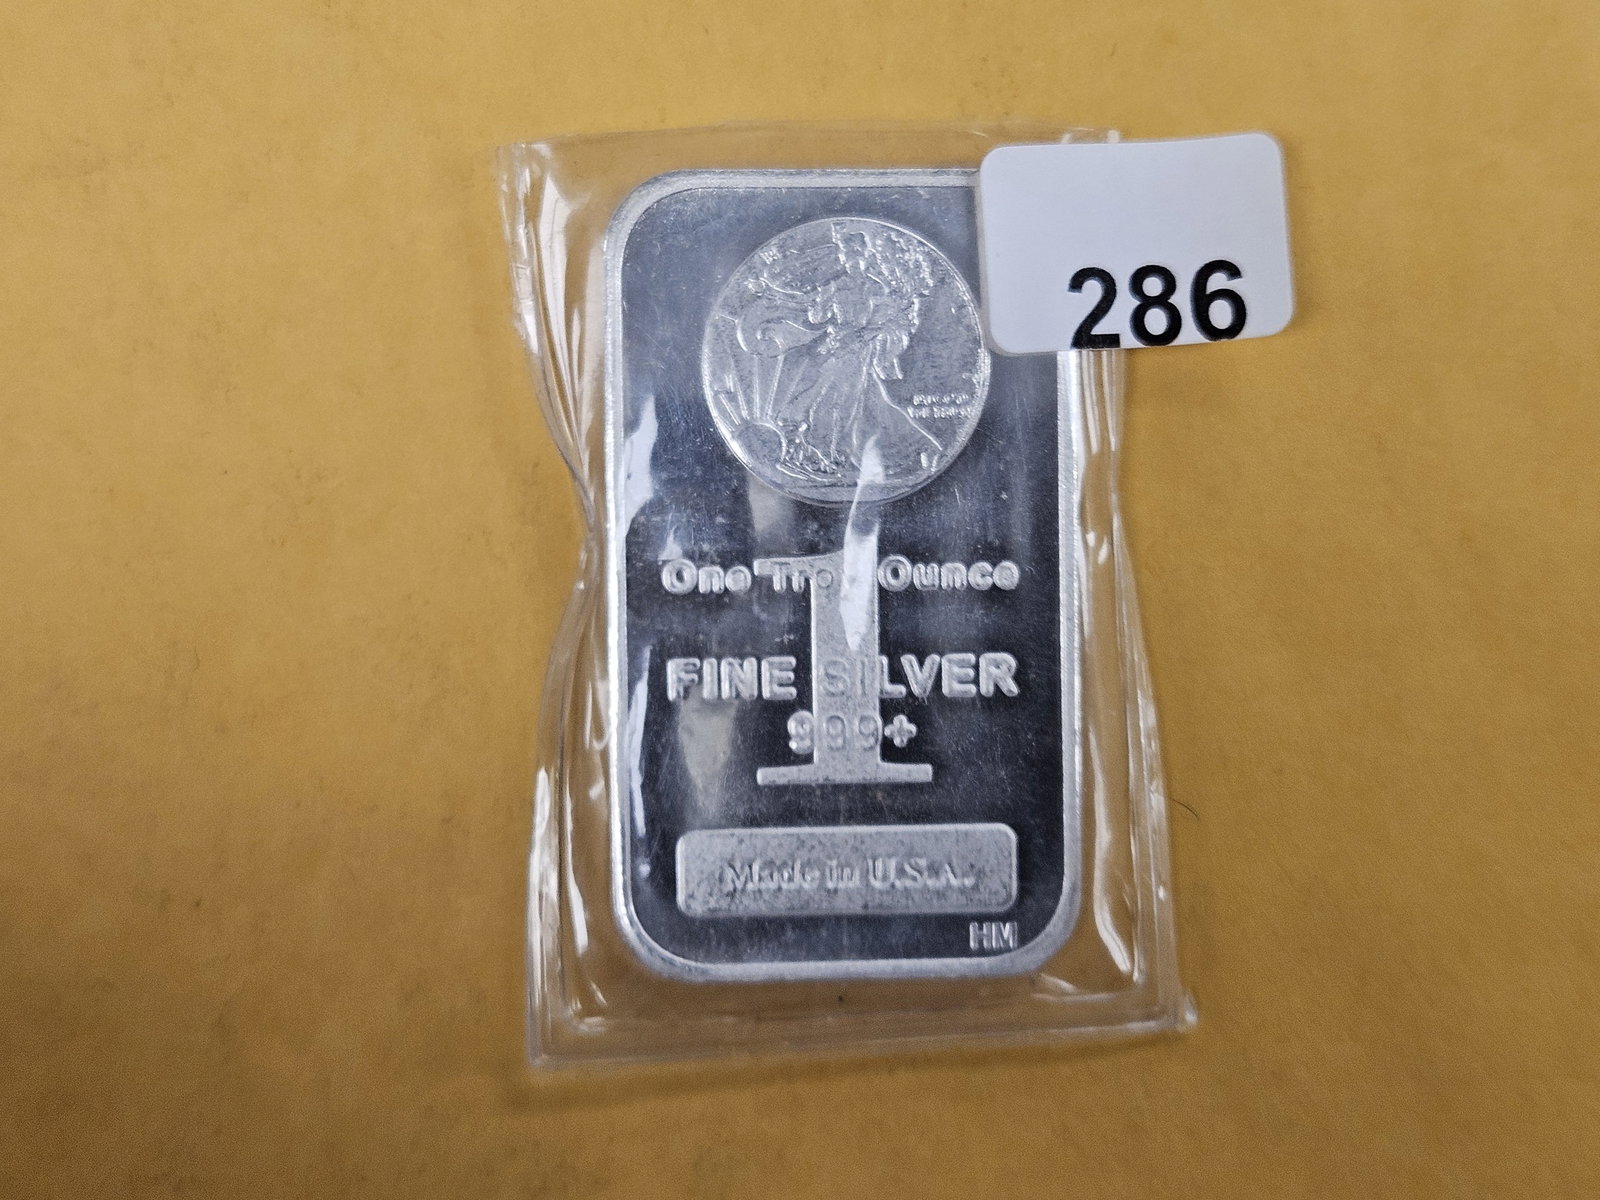 286
One Troy Ounce
1
FINE SILVER
999+
Made in U.S.A.
HM